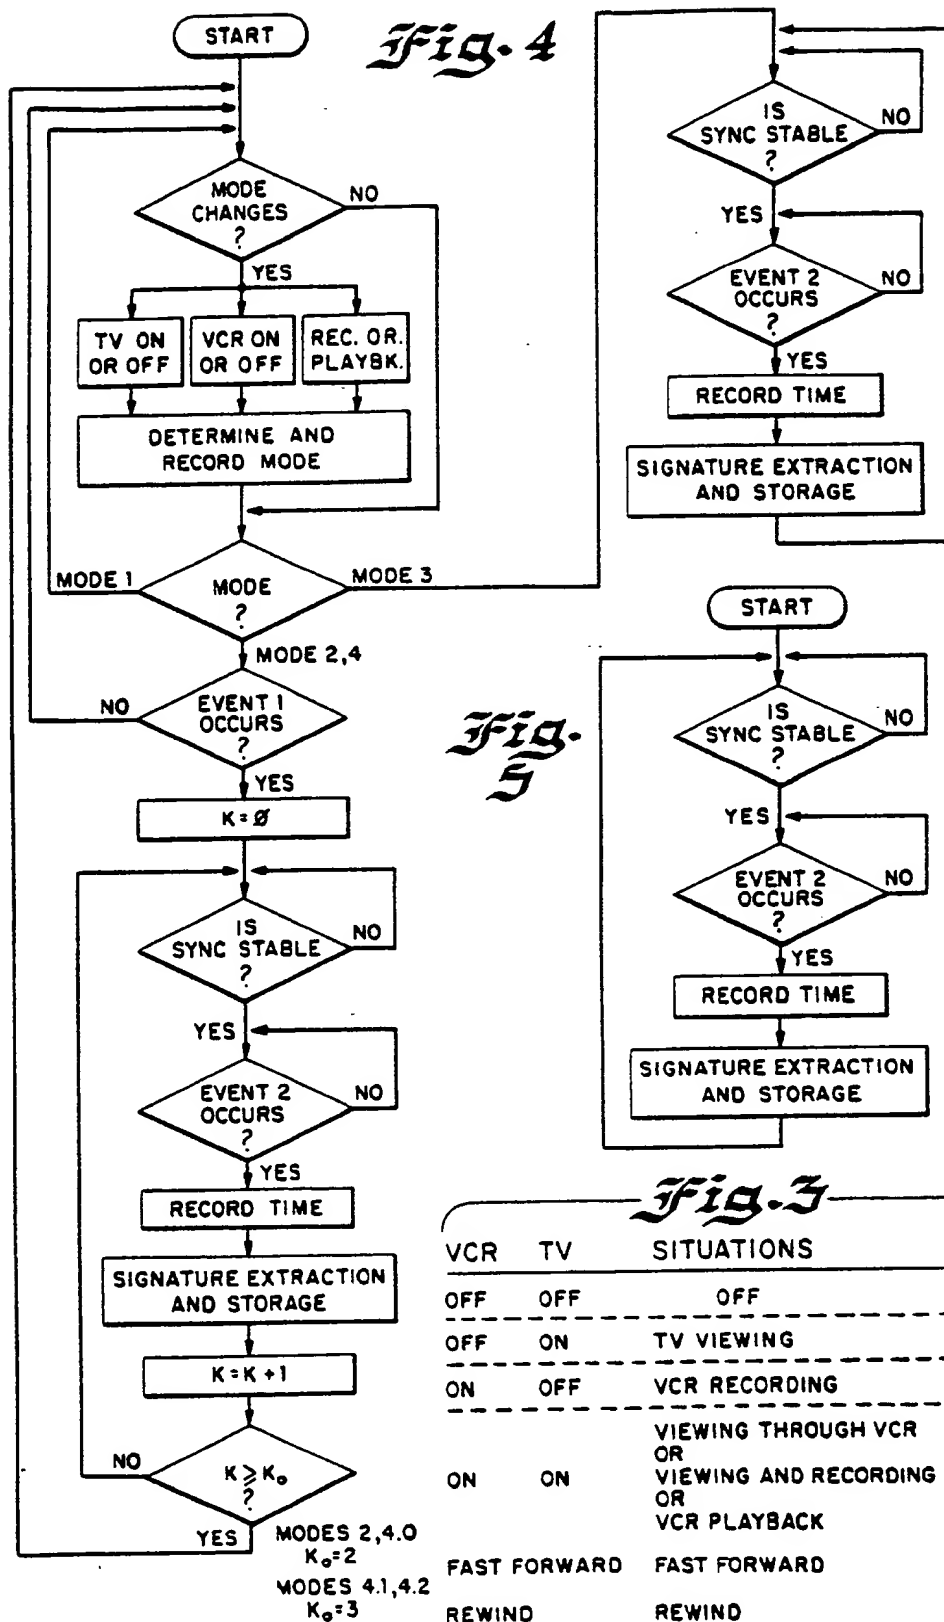 Fig. 4
START
MODE
CHANGES
?
NO
YES
TV ON
OR OFF
VCR ON
OR OFF
REC. OR.
PLAYBK.
DETERMINE AND
RECORD MODE
MODE 1
MODE
?
MODE 3
MODE 2,4
NO
EVENT 1
OCCURS
?
YES
K = Ø
IS
SYNC STABLE
?
NO
YES
EVENT 2
OCCURS
?
NO
YES
RECORD TIME
SIGNATURE EXTRACTION
AND STORAGE
K = K + 1
NO
K ≥ K₀
?
YES
MODES 2,4.0
K₀=2
MODES 4.1,4.2
K₀=3
IS
SYNC STABLE
?
NO
YES
EVENT 2
OCCURS
?
NO
YES
RECORD TIME
SIGNATURE EXTRACTION
AND STORAGE
Fig.
5
START
IS
SYNC STABLE
?
NO
YES
EVENT 2
OCCURS
?
NO
YES
RECORD TIME
SIGNATURE EXTRACTION
AND STORAGE
Fig. 3
VCR TV SITUATIONS
OFF OFF OFF
OFF ON TV VIEWING
ON OFF VCR RECORDING
VIEWING THROUGH VCR
OR
ON ON VIEWING AND RECORDING
OR
VCR PLAYBACK
FAST FORWARD FAST FORWARD
REWIND REWIND